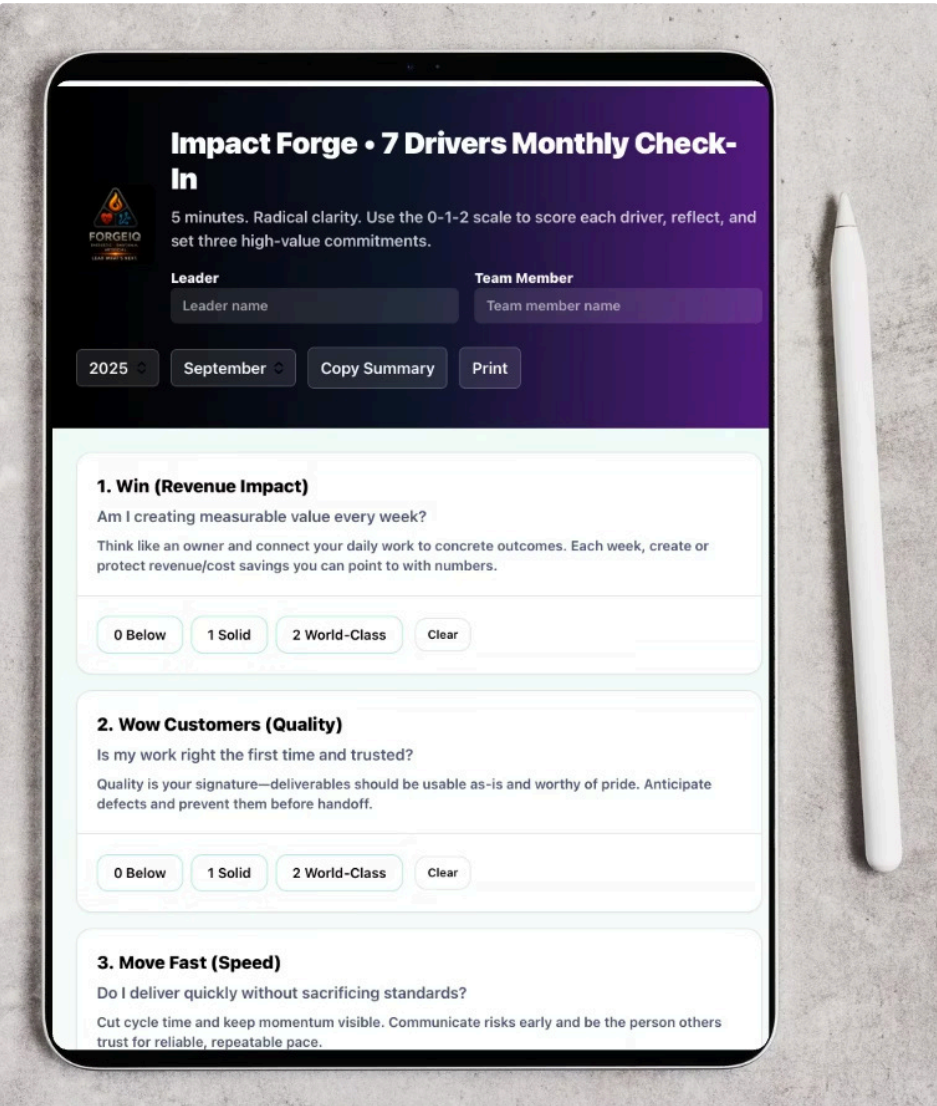 Impact Forge • 7 Drivers Monthly Check-
In
5 minutes. Radical clarity. Use the 0-1-2 scale to score each driver, reflect, and
set three high-value commitments.
FORGEIQ
Leader
Team Member
Leader name
Team member name
2025
September
Copy Summary
Print
1. Win (Revenue Impact)
Am I creating measurable value every week?
Think like an owner and connect your daily work to concrete outcomes. Each week, create or
protect revenue/cost savings you can point to with numbers.
0 Below
1 Solid
2 World-Class
Clear
2. Wow Customers (Quality)
Is my work right the first time and trusted?
Quality is your signature—deliverables should be usable as-is and worthy of pride. Anticipate
defects and prevent them before handoff.
0 Below
1 Solid
2 World-Class
Clear
3. Move Fast (Speed)
Do I deliver quickly without sacrificing standards?
Cut cycle time and keep momentum visible. Communicate risks early and be the person others
trust for reliable, repeatable pace.